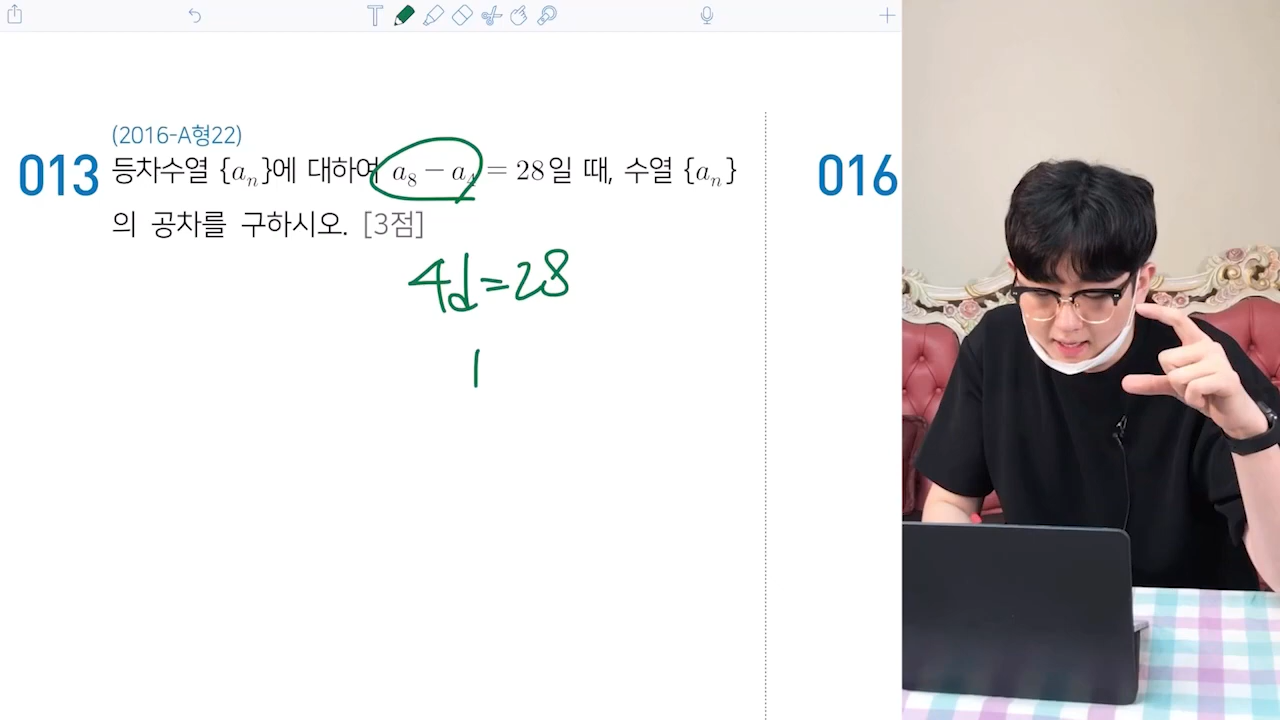 (2016-A형22)
013 등차수열 {aₙ}에 대하여 a₈ − a₄ = 28일 때, 수열 {aₙ}
의 공차를 구하시오. [3점]
4d=28
016